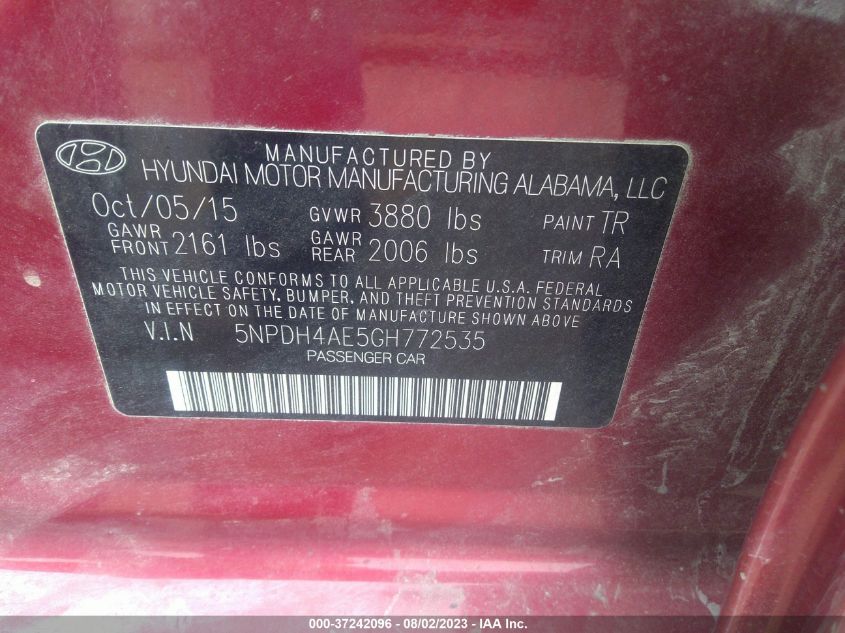 MANUFACTURED BY
HYUNDAI MOTOR MANUFACTURING ALABAMA, LLC
Oct/05/15 GVWR 3880 lbs PAINT TR
GAWR FRONT 2161 lbs GAWR REAR 2006 lbs TRIM RA
THIS VEHICLE CONFORMS TO ALL APPLICABLE U.S.A. FEDERAL
MOTOR VEHICLE SAFETY, BUMPER, AND THEFT PREVENTION STANDARDS
IN EFFECT ON THE DATE OF MANUFACTURE SHOWN ABOVE.
V.I.N 5NPDH4AE5GH772535
PASSENGER CAR
000-37242096 - 08/02/2023 - IAA Inc.